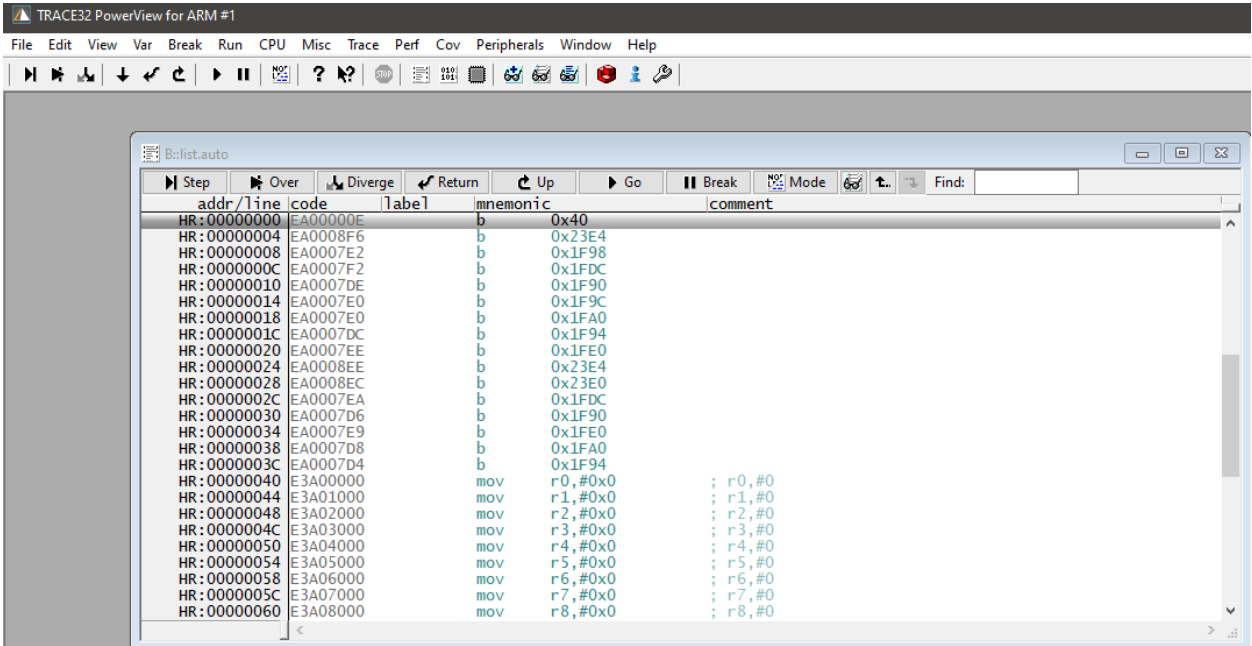 TRACE32 PowerView for ARM #1
File Edit View Var Break Run CPU Misc Trace Perf Cov Peripherals Window Help
B::list.auto
Step Over Diverge Return Up Go Break Mode Find:
addr/line code label mnemonic comment
HR:00000000 EA00000E b 0x40
HR:00000004 EA0008F6 b 0x23E4
HR:00000008 EA0007E2 b 0x1F98
HR:0000000C EA0007F2 b 0x1FDC
HR:00000010 EA0007DE b 0x1F90
HR:00000014 EA0007E0 b 0x1F9C
HR:00000018 EA0007E0 b 0x1FA0
HR:0000001C EA0007DC b 0x1F94
HR:00000020 EA0007EE b 0x1FE0
HR:00000024 EA0008EE b 0x23E4
HR:00000028 EA0008EC b 0x23E0
HR:0000002C EA0007EA b 0x1FDC
HR:00000030 EA0007D6 b 0x1F90
HR:00000034 EA0007E9 b 0x1FE0
HR:00000038 EA0007D8 b 0x1FA0
HR:0000003C EA0007D4 b 0x1F94
HR:00000040 E3A00000 mov r0,#0x0 ; r0,#0
HR:00000044 E3A01000 mov r1,#0x0 ; r1,#0
HR:00000048 E3A02000 mov r2,#0x0 ; r2,#0
HR:0000004C E3A03000 mov r3,#0x0 ; r3,#0
HR:00000050 E3A04000 mov r4,#0x0 ; r4,#0
HR:00000054 E3A05000 mov r5,#0x0 ; r5,#0
HR:00000058 E3A06000 mov r6,#0x0 ; r6,#0
HR:0000005C E3A07000 mov r7,#0x0 ; r7,#0
HR:00000060 E3A08000 mov r8,#0x0 ; r8,#0